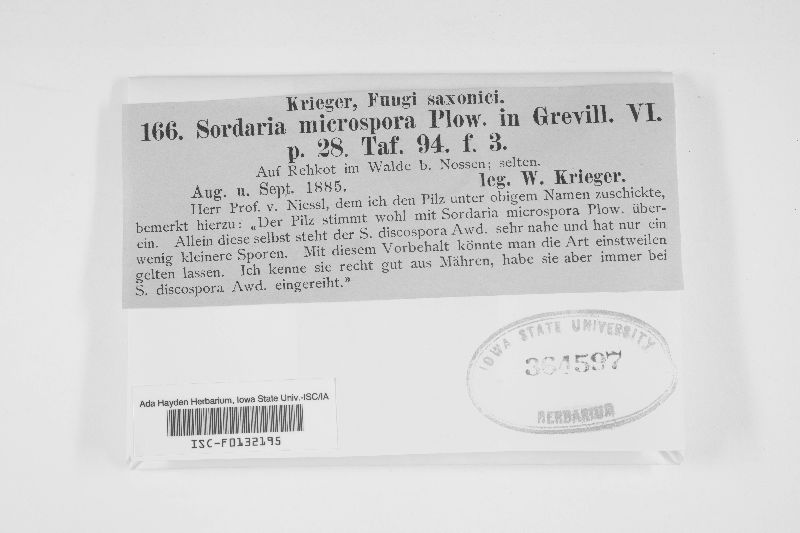 Krieger, Fungi saxonici.
166. Sordaria microspora Plow. in Grevill. VI.
p. 28. Taf. 94. f. 3.
Auf Rehkot im Walde b. Nossen; selten.
Aug. u. Sept. 1885. leg. W. Krieger.
Herr Prof. v. Niessl, dem ich den Pilz unter obigem Namen zuschickte,
bemerkt hierzu: „Der Pilz stimmt wohl mit Sordaria microspora Plow. über-
ein. Allein diese selbst steht der S. discospora Awd. sehr nahe und hat nur ein
wenig kleinere Sporen. Mit diesem Vorbehalt könnte man die Art einstweilen
gelten lassen. Ich kenne sie recht gut aus Mähren, habe sie aber immer bei
S. discospora Awd. eingereiht.”
IOWA STATE UNIVERSITY
364597
HERBARIUM
Ada Hayden Herbarium, Iowa State Univ.-ISC/IA
ISC-F0132195